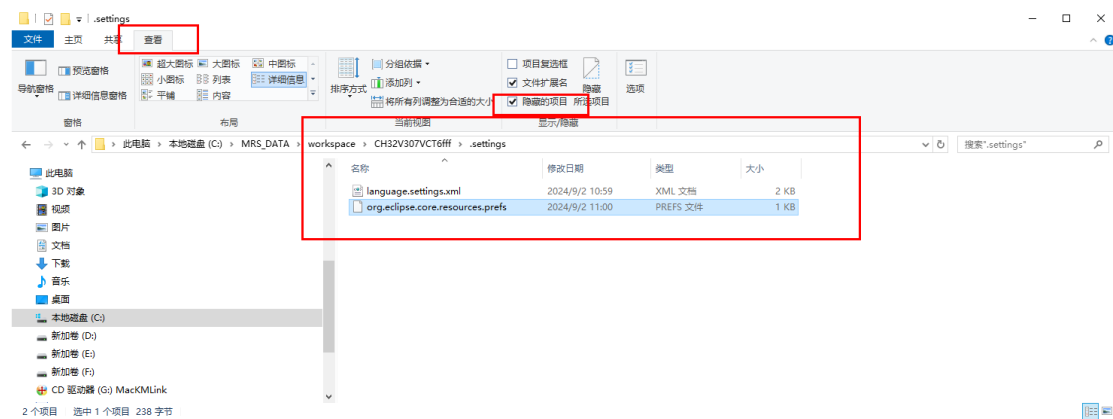 .settings
文件 主页 共享 查看
导航窗格 预览窗格 详细信息窗格 窗格
超大图标 大图标 中图标
小图标 列表 详细信息
平铺 内容
布局
排序方式 分组依据
添加列
将所有列调整为合适的大小
当前视图
项目复选框
文件扩展名
隐藏的项目
隐藏 所选项目
选项
显示/隐藏
此电脑 › 本地磁盘 (C:) › MRS_DATA › workspace › CH32V307VCT6fff › .settings
搜索".settings"
名称 修改日期 类型 大小
language.settings.xml 2024/9/2 10:59 XML 文档 2 KB
org.eclipse.core.resources.prefs 2024/9/2 11:00 PREFS 文件 1 KB
此电脑
3D 对象
视频
图片
文档
下载
音乐
桌面
本地磁盘 (C:)
新加卷 (D:)
新加卷 (E:)
新加卷 (F:)
CD 驱动器 (G:) MacKMLink
2 个项目 选中 1 个项目 238 字节